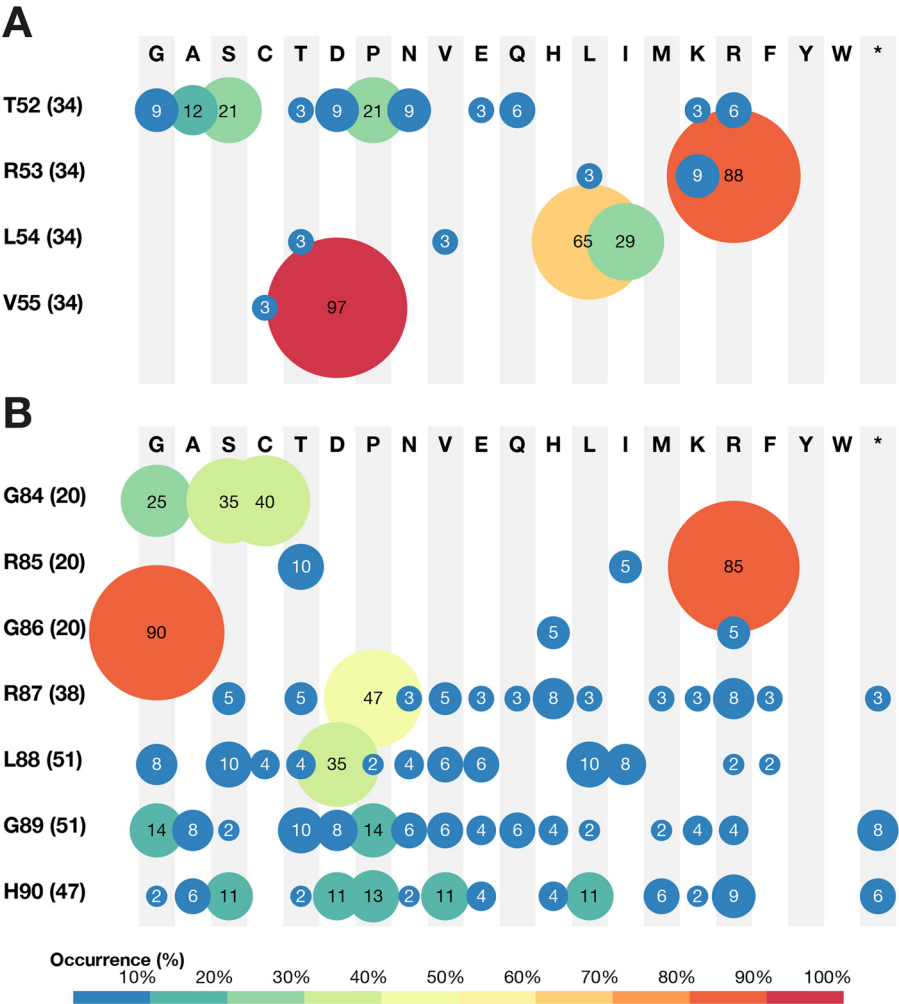 A
G A S C T D P N V E Q H L I M K R F Y W *
T52 (34) 9 12 21 3 9 21 9 3 6 3 6
R53 (34) 3 9 88
L54 (34) 3 3 65 29
V55 (34) 3 97
B
G A S C T D P N V E Q H L I M K R F Y W *
G84 (20) 25 35 40
R85 (20) 10 5 85
G86 (20) 90 5 5
R87 (38) 5 5 47 3 5 3 3 8 3 3 3 8 3 3
L88 (51) 8 10 4 4 35 2 4 6 6 10 8 2 2
G89 (51) 14 8 2 10 8 14 6 6 4 6 4 2 2 4 4 8
H90 (47) 2 6 11 2 11 13 2 11 4 4 11 6 2 9 6
Occurrence (%)
10% 20% 30% 40% 50% 60% 70% 80% 90% 100%